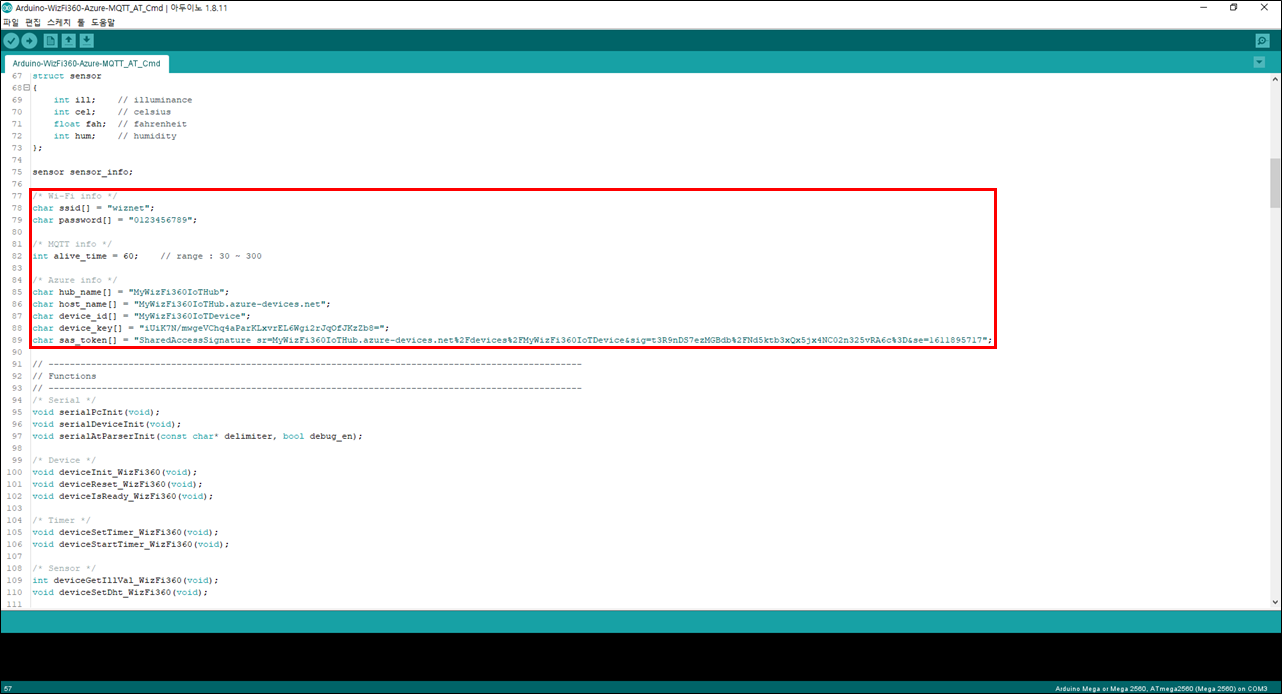 Arduino-WizFi360-Azure-MQTT_AT_Cmd | 아두이노 1.8.11
파일 편집 스케치 툴 도움말
Arduino-WizFi360-Azure-MQTT_AT_Cmd
67 struct sensor
68 {
69 int ill; // illuminance
70 int cel; // celsius
71 float fah; // fahrenheit
72 int hum; // humidity
73 };
74
75 sensor sensor_info;
76
77 /* Wi-Fi info */
78 char ssid[] = "wiznet";
79 char password[] = "0123456789";
80
81 /* MQTT info */
82 int alive_time = 60; // range : 30 ~ 300
83
84 /* Azure info */
85 char hub_name[] = "MyWizFi360IoTHub";
86 char host_name[] = "MyWizFi360IoTHub.azure-devices.net";
87 char device_id[] = "MyWizFi360IoTDevice";
88 char device_key[] = "iUiK7N/mwgeVChq4aParKLxvrEL6Wgi2rJqOfJKzZb8=";
89 char sas_token[] = "SharedAccessSignature sr=MyWizFi360IoTHub.azure-devices.net%2Fdevices%2FMyWizFi360IoTDevice&sig=t3R9nDS7ezMGBdb%2FNd5ktb3xQx5jx4NC02n325vRA6c%3D&se=1611895717";
90
91 // ----------------------------------------------------------------------------------------------------
92 // Functions
93 // ----------------------------------------------------------------------------------------------------
94 /* Serial */
95 void serialPcInit(void);
96 void serialDeviceInit(void);
97 void serialAtParserInit(const char* delimiter, bool debug_en);
98
99 /* Device */
100 void deviceInit_WizFi360(void);
101 void deviceReset_WizFi360(void);
102 void deviceIsReady_WizFi360(void);
103
104 /* Timer */
105 void deviceSetTimer_WizFi360(void);
106 void deviceStartTimer_WizFi360(void);
107
108 /* Sensor */
109 int deviceGetIllVal_WizFi360(void);
110 void deviceSetDht_WizFi360(void);
111
57
Arduino Mega or Mega 2560, ATmega2560 (Mega 2560) on COM3